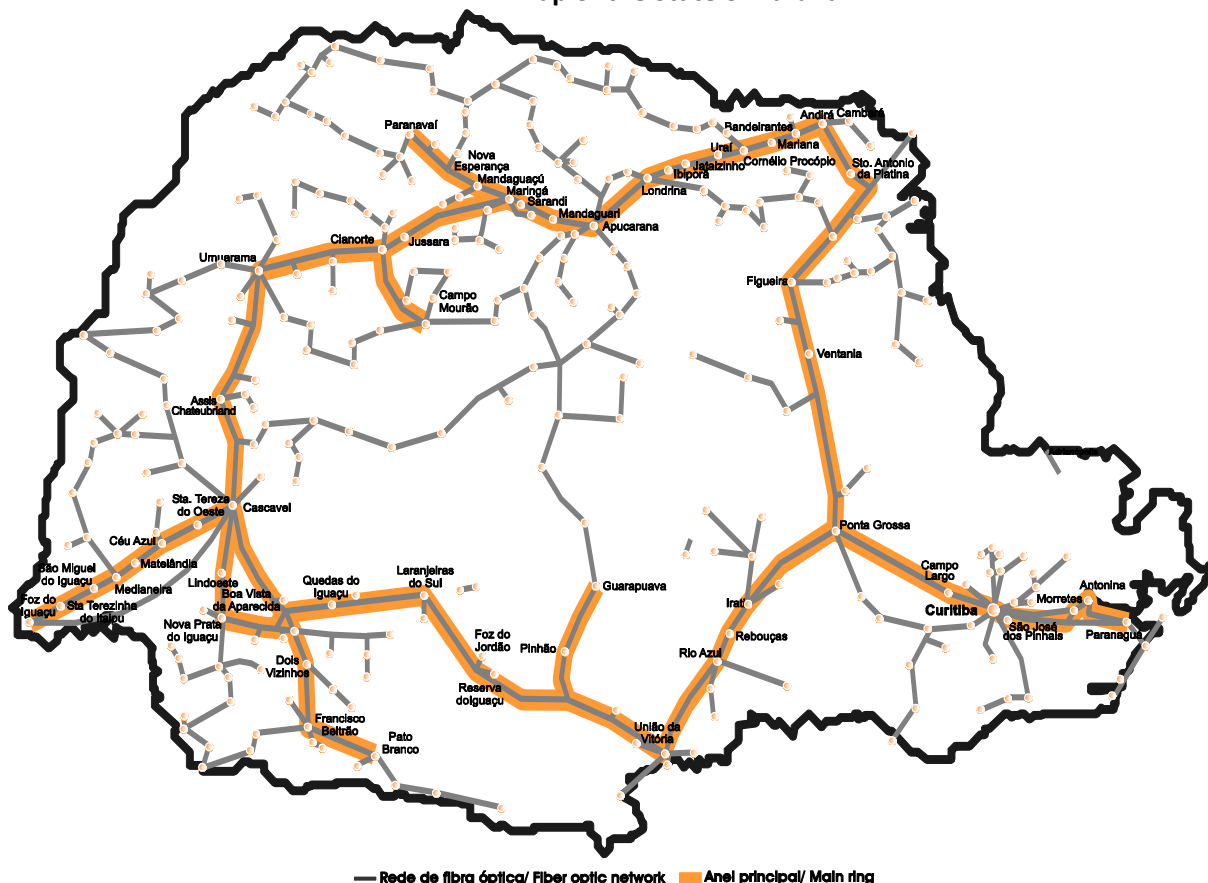 Paranavaí
Nova
Esperança
Mandaguaçú
Maringá
Sarandi
Mandaguari
Apucarana
Londrina
Ibiporã
Jataizinho
Uraí
Cornélio Procópio
Mariana
Bandeirantes
Andirá
Cambará
Sto. Antonio
da Platina
Umuarama
Cianorte
Jussara
Campo
Mourão
Figueira
Ventania
Assis
Chateubriand
Sta. Tereza
do Oeste
Cascavel
Céu Azul
Matelândia
São Miguel
do Iguaçu
Medianeira
Foz do
Iguaçu
Sta Terezinha
do Itaipu
Lindoeste
Boa Vista
da Aparecida
Nova Prata
do Iguaçu
Quedas do
Iguaçu
Laranjeiras
do Sul
Dois
Vizinhos
Francisco
Beltrão
Pato
Branco
Foz do
Jordão
Reserva
doIguaçu
Pinhão
Guarapuava
União da
Vitória
Rio Azul
Rebouças
Irati
Ponta Grossa
Campo
Largo
Curitiba
São José
dos Pinhais
Morretes
Antonina
Paranagua
Rede de fibra óptica/ Fiber optic network
Anel principal/ Main ring